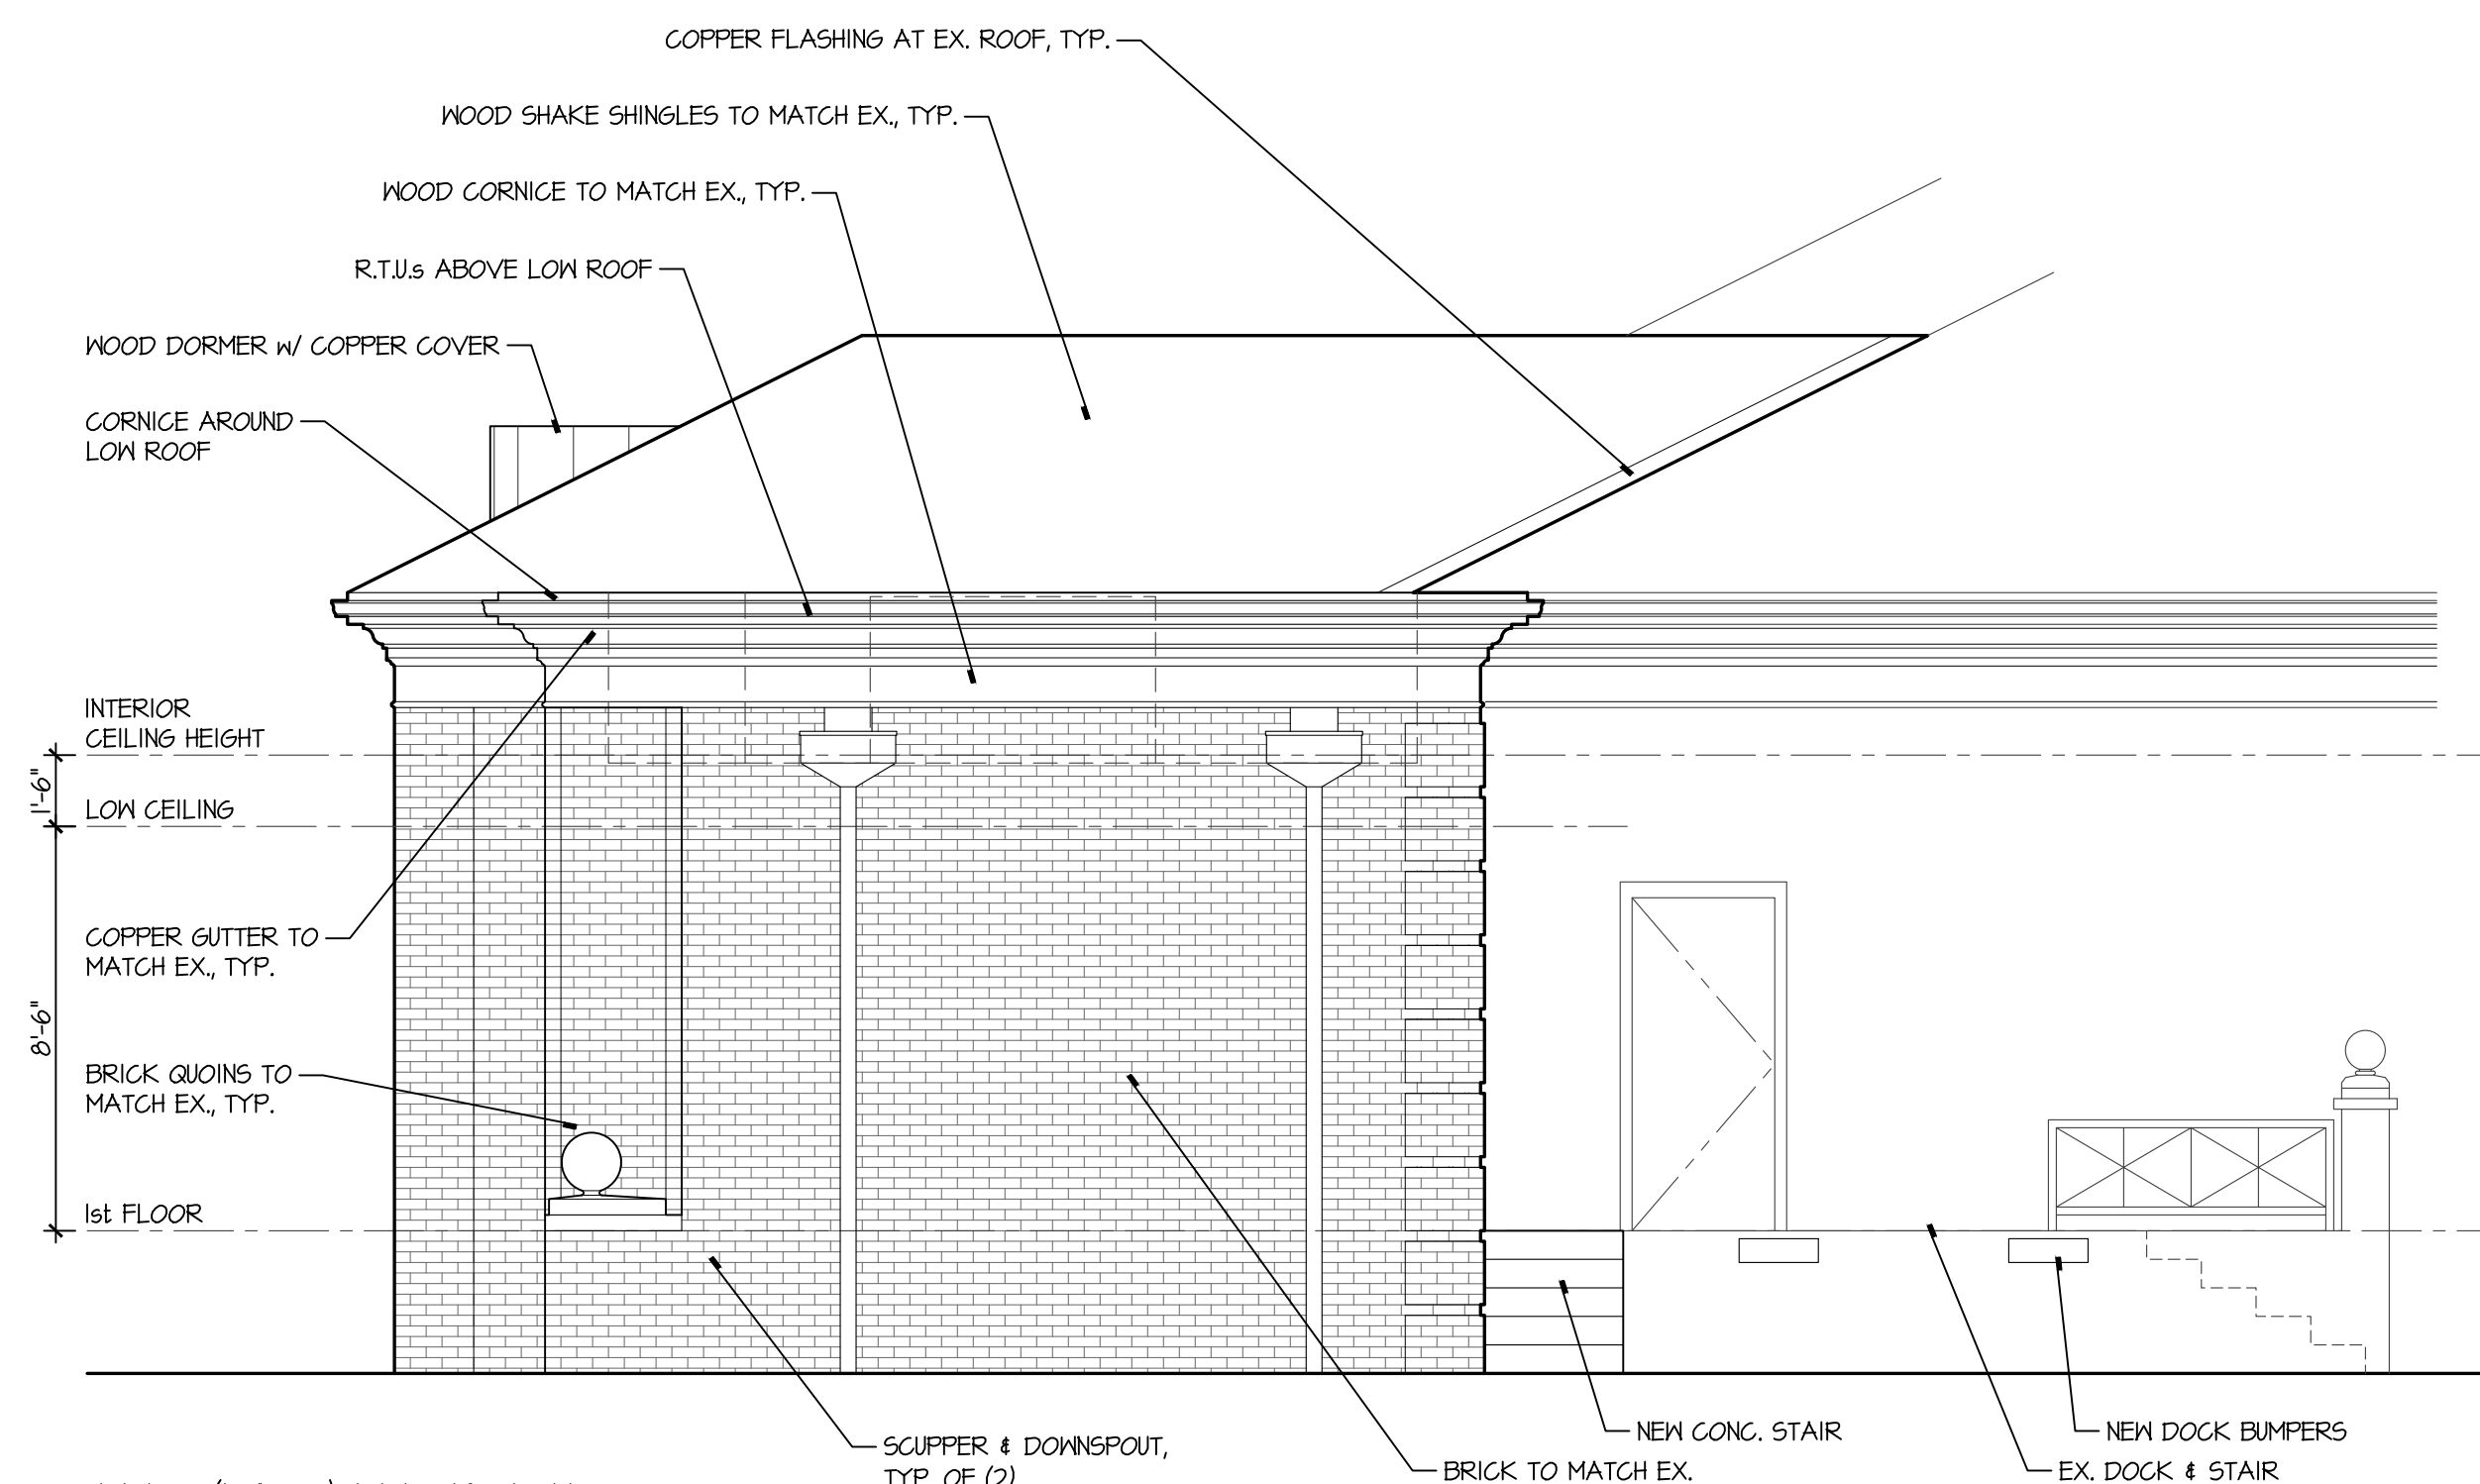 COPPER FLASHING AT EX. ROOF, TYP.
WOOD SHAKE SHINGLES TO MATCH EX., TYP.
WOOD CORNICE TO MATCH EX., TYP.
R.T.U.s ABOVE LOW ROOF
WOOD DORMER w/ COPPER COVER
CORNICE AROUND
LOW ROOF
INTERIOR
CEILING HEIGHT
1'-6"
LOW CEILING
COPPER GUTTER TO
MATCH EX., TYP.
8'-6"
BRICK QUOINS TO
MATCH EX., TYP.
1st FLOOR
NEW CONC. STAIR
NEW DOCK BUMPERS
SCUPPER & DOWNSPOUT,
TYP. OF (2)
BRICK TO MATCH EX.
EX. DOCK & STAIR